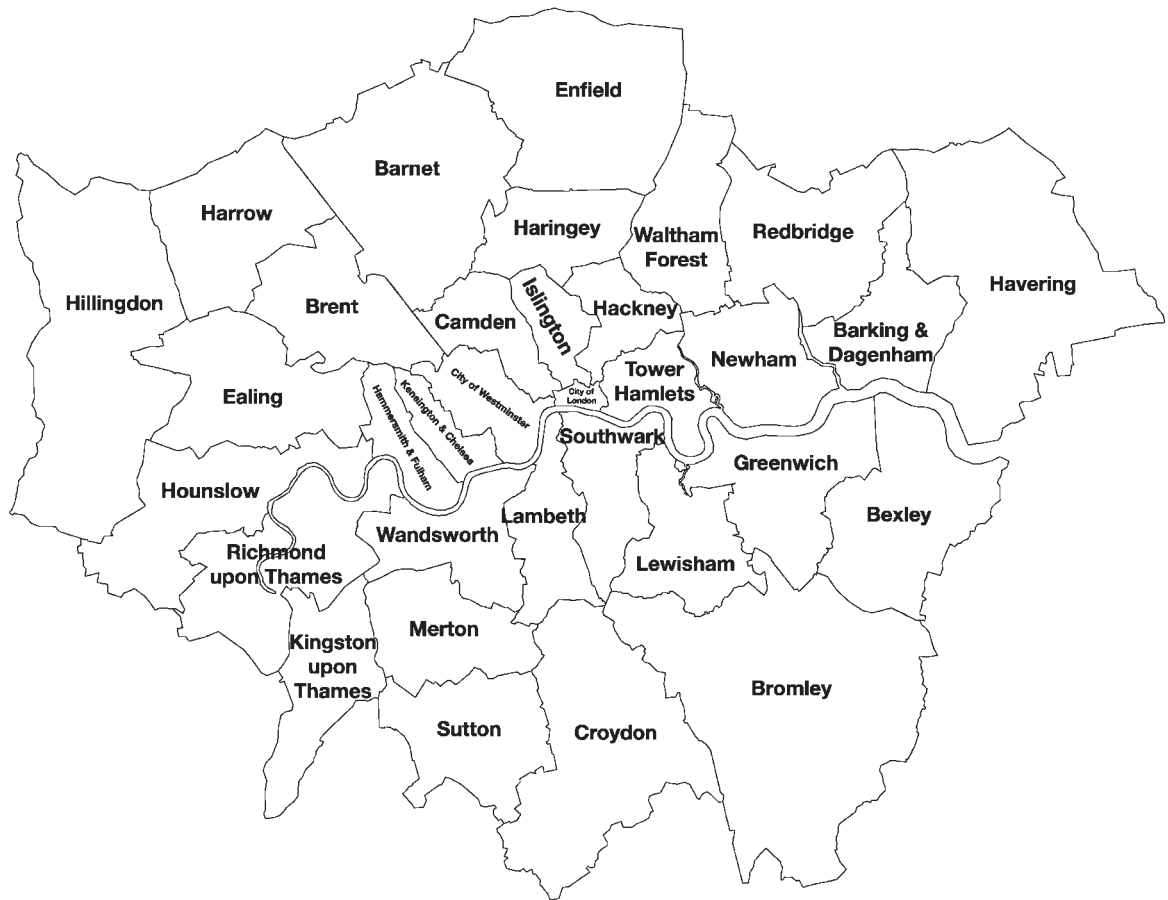 Enfield
Barnet
Harrow
Haringey
Waltham
Forest
Redbridge
Hillingdon
Brent
Camden
Islington
Hackney
Havering
Barking &
Dagenham
Newham
Tower
Hamlets
Ealing
Hammersmith & Fulham
Kensington & Chelsea
City of Westminster
City of
London
Southwark
Greenwich
Hounslow
Bexley
Lambeth
Wandsworth
Richmond
upon Thames
Lewisham
Merton
Kingston
upon
Thames
Bromley
Sutton
Croydon